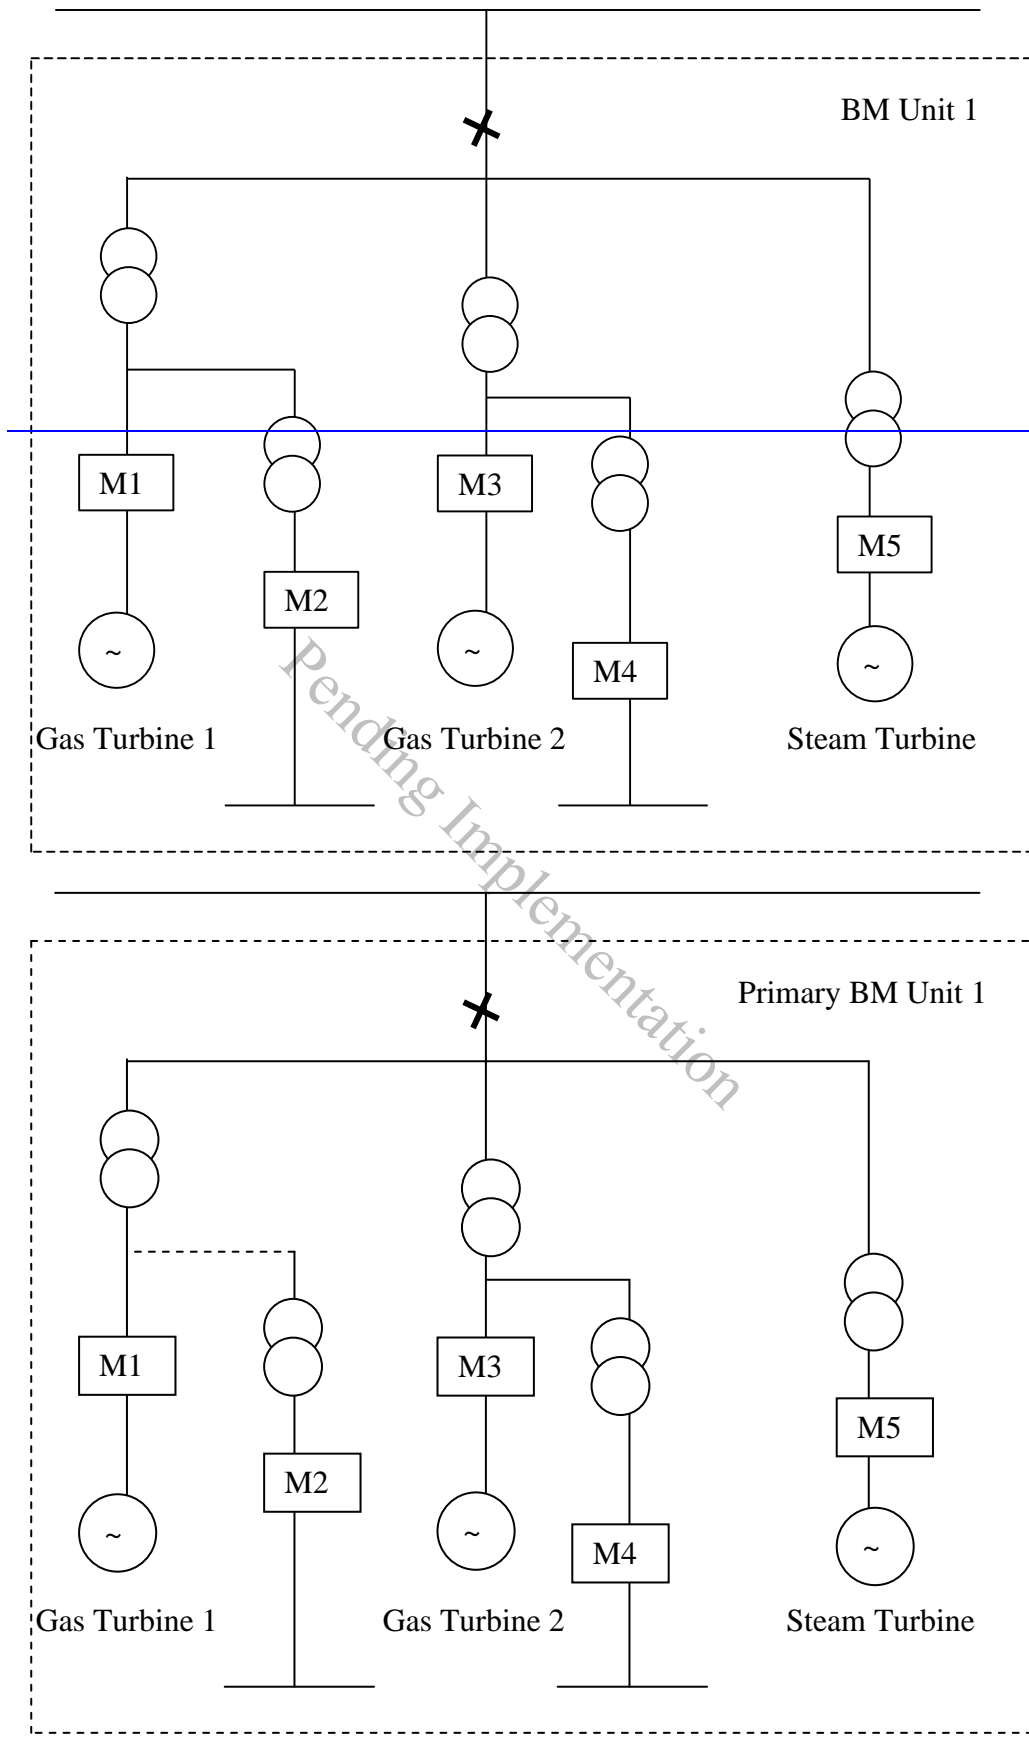 BM Unit 1
M1
M3
M5
M2
M4
~
~
~
Gas Turbine 1
Gas Turbine 2
Steam Turbine
Pending Implementation
Primary BM Unit 1
M1
M3
M5
M2
M4
~
~
~
Gas Turbine 1
Gas Turbine 2
Steam Turbine